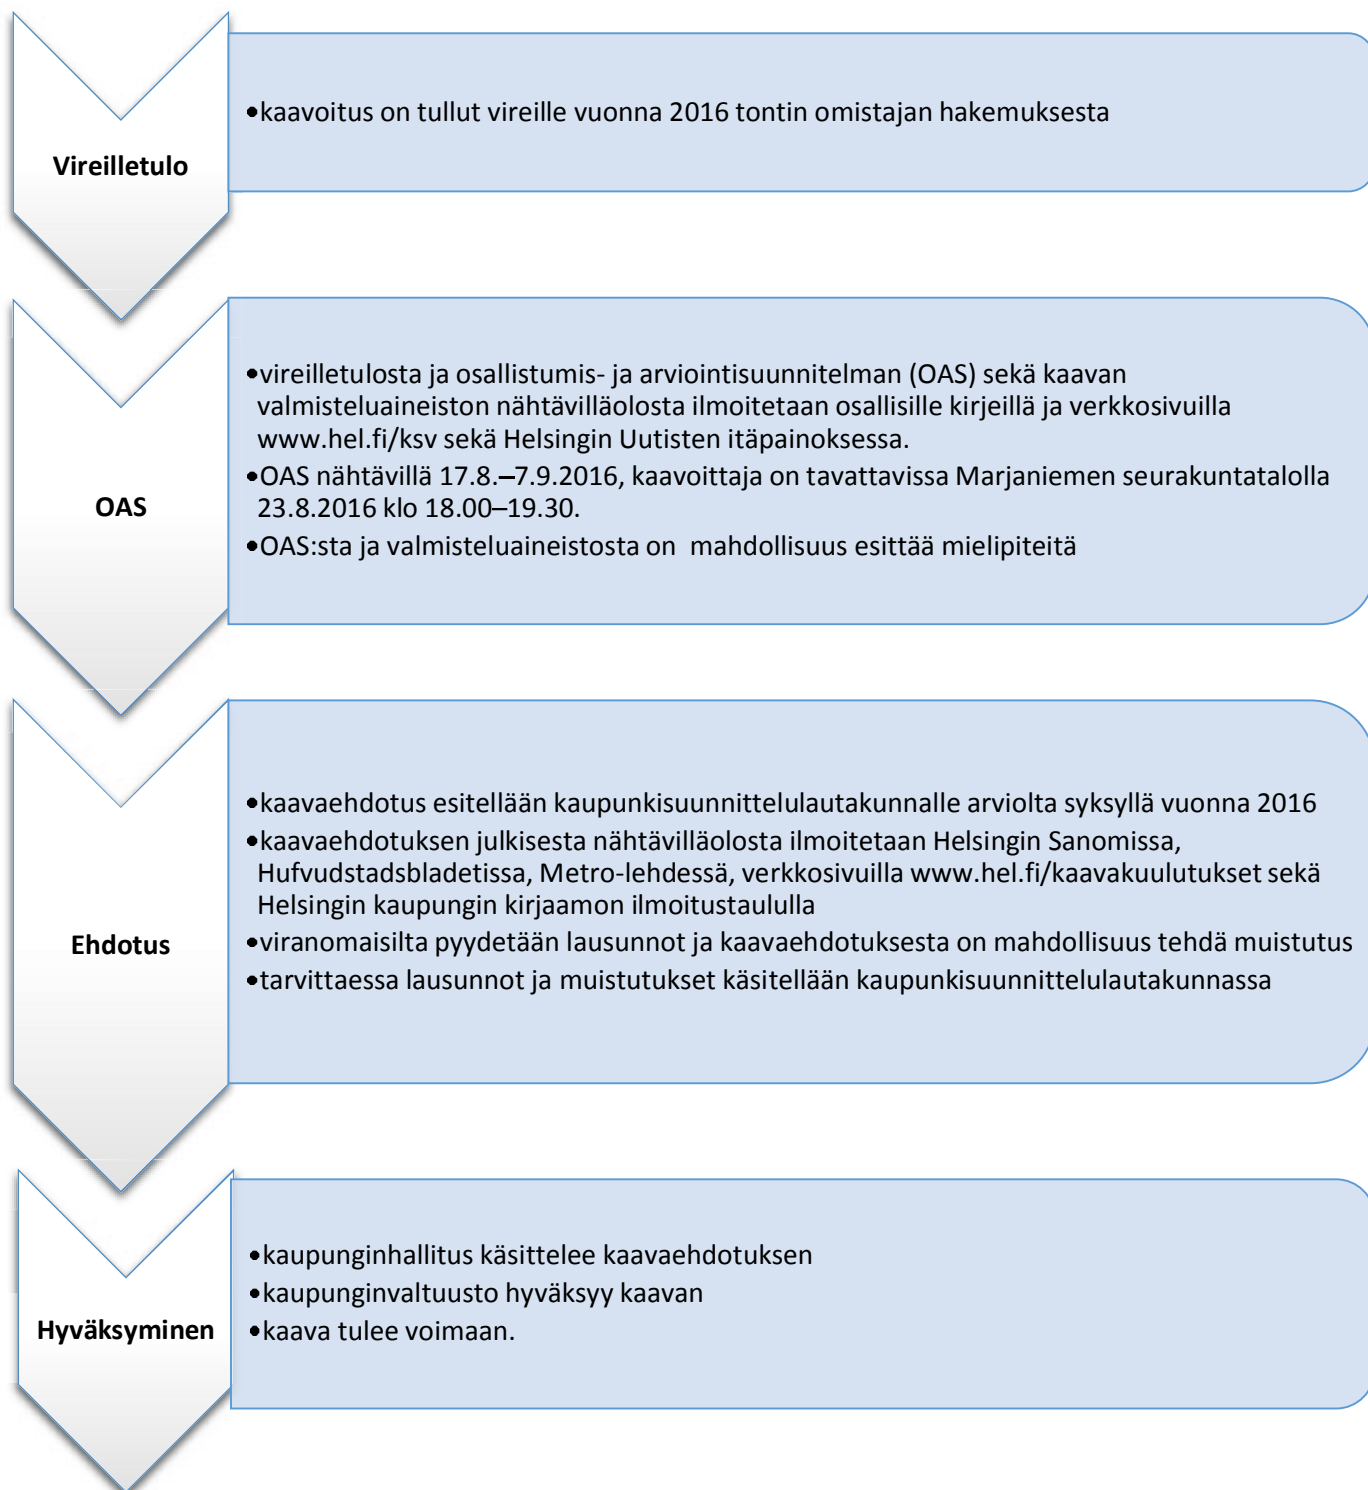 Vireilletulo
•kaavoitus on tullut vireille vuonna 2016 tontin omistajan hakemuksesta
OAS
•vireilletulosta ja osallistumis- ja arviointisuunnitelman (OAS) sekä kaavan
valmisteluaineiston nähtävilläolosta ilmoitetaan osallisille kirjeillä ja verkkosivuilla
www.hel.fi/ksv sekä Helsingin Uutisten itäpainoksessa.
•OAS nähtävillä 17.8.–7.9.2016, kaavoittaja on tavattavissa Marjaniemen seurakuntatalolla
23.8.2016 klo 18.00–19.30.
•OAS:sta ja valmisteluaineistosta on mahdollisuus esittää mielipiteitä
Ehdotus
•kaavaehdotus esitellään kaupunkisuunnittelulautakunnalle arviolta syksyllä vuonna 2016
•kaavaehdotuksen julkisesta nähtävilläolosta ilmoitetaan Helsingin Sanomissa,
Hufvudstadsbladetissa, Metro-lehdessä, verkkosivuilla www.hel.fi/kaavakuulutukset sekä
Helsingin kaupungin kirjaamon ilmoitustaululla
•viranomaisilta pyydetään lausunnot ja kaavaehdotuksesta on mahdollisuus tehdä muistutus
•tarvittaessa lausunnot ja muistutukset käsitellään kaupunkisuunnittelulautakunnassa
Hyväksyminen
•kaupunginhallitus käsittelee kaavaehdotuksen
•kaupunginvaltuusto hyväksyy kaavan
•kaava tulee voimaan.